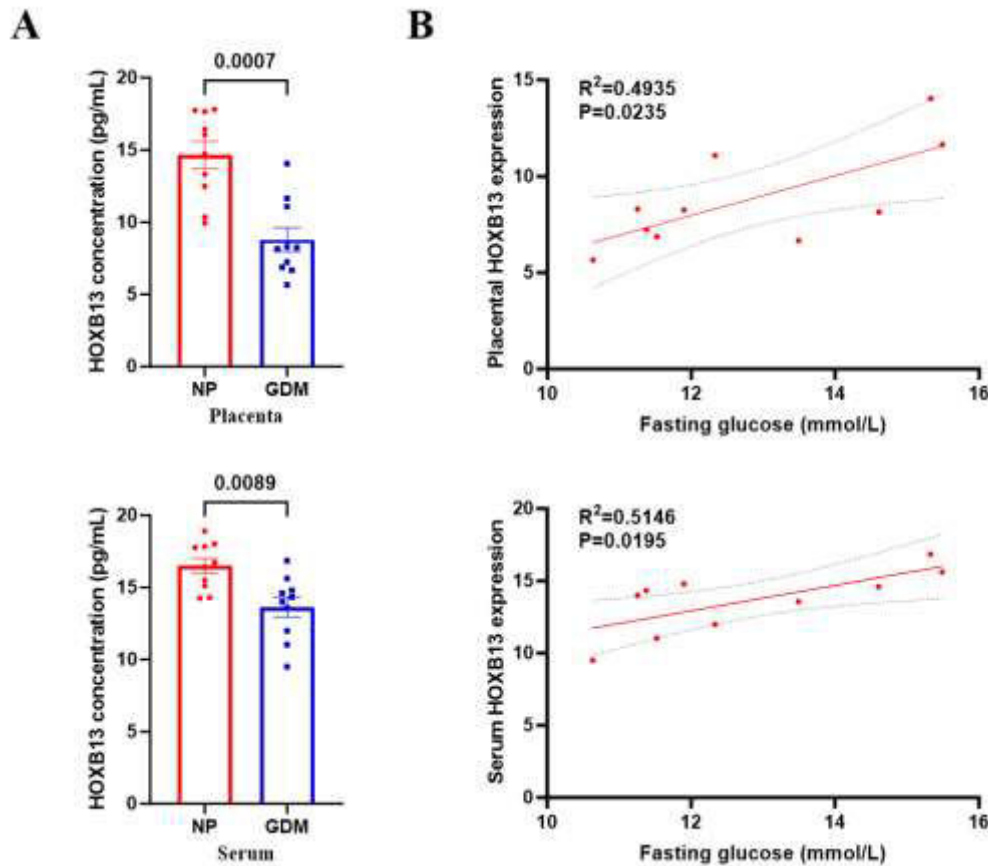 A
0.0007
HOXB13 concentration (pg/mL)
20
15
10
5
0
NP GDM
Placenta
B
R²=0.4935
P=0.0235
Placental HOXB13 expression
15
10
5
0
10 12 14 16
Fasting glucose (mmol/L)
0.0089
HOXB13 concentration (pg/mL)
20
15
10
5
0
NP GDM
Serum
R²=0.5146
P=0.0195
Serum HOXB13 expression
20
15
10
5
0
10 12 14 16
Fasting glucose (mmol/L)